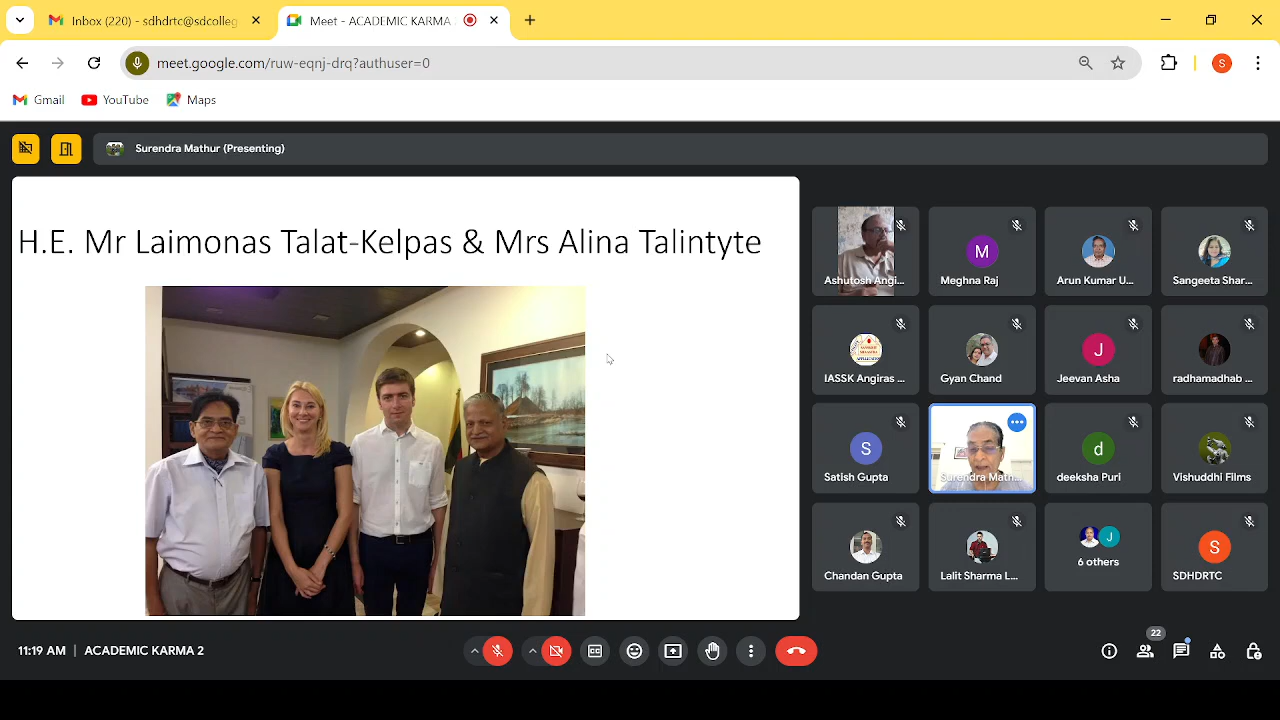 Inbox (220) - sdhdrtc@sdcolleg
Meet - ACADEMIC KARMA
meet.google.com/ruw-eqnj-drq?authuser=0
S
Gmail
YouTube
Maps
Surendra Mathur (Presenting)
H.E. Mr Laimonas Talat-Kelpas & Mrs Alina Talintyte
Ashutosh Angi...
M
Meghna Raj
Arun Kumar U...
Sangeeta Shar...
IASSK Angiras ...
Gyan Chand
J
Jeevan Asha
radhamadhab ...
S
Satish Gupta
Surendra Math...
d
deeksha Puri
Vishuddhi Films
Chandan Gupta
Lalit Sharma L...
J
6 others
S
SDHDRTC
11:19 AM | ACADEMIC KARMA 2
22